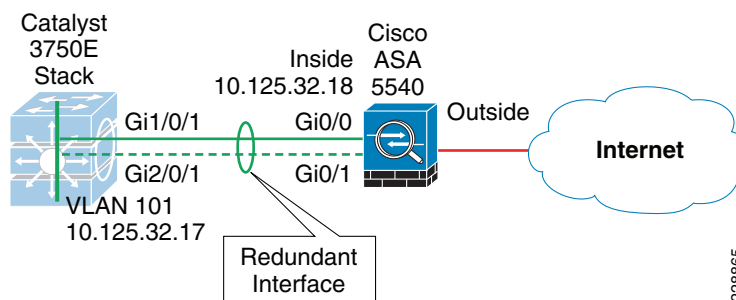 Catalyst
3750E
Stack
Inside
10.125.32.18
Cisco
ASA
5540
Gi1/0/1
Gi0/0
Outside
Internet
Gi2/0/1
Gi0/1
VLAN 101
10.125.32.17
Redundant
Interface